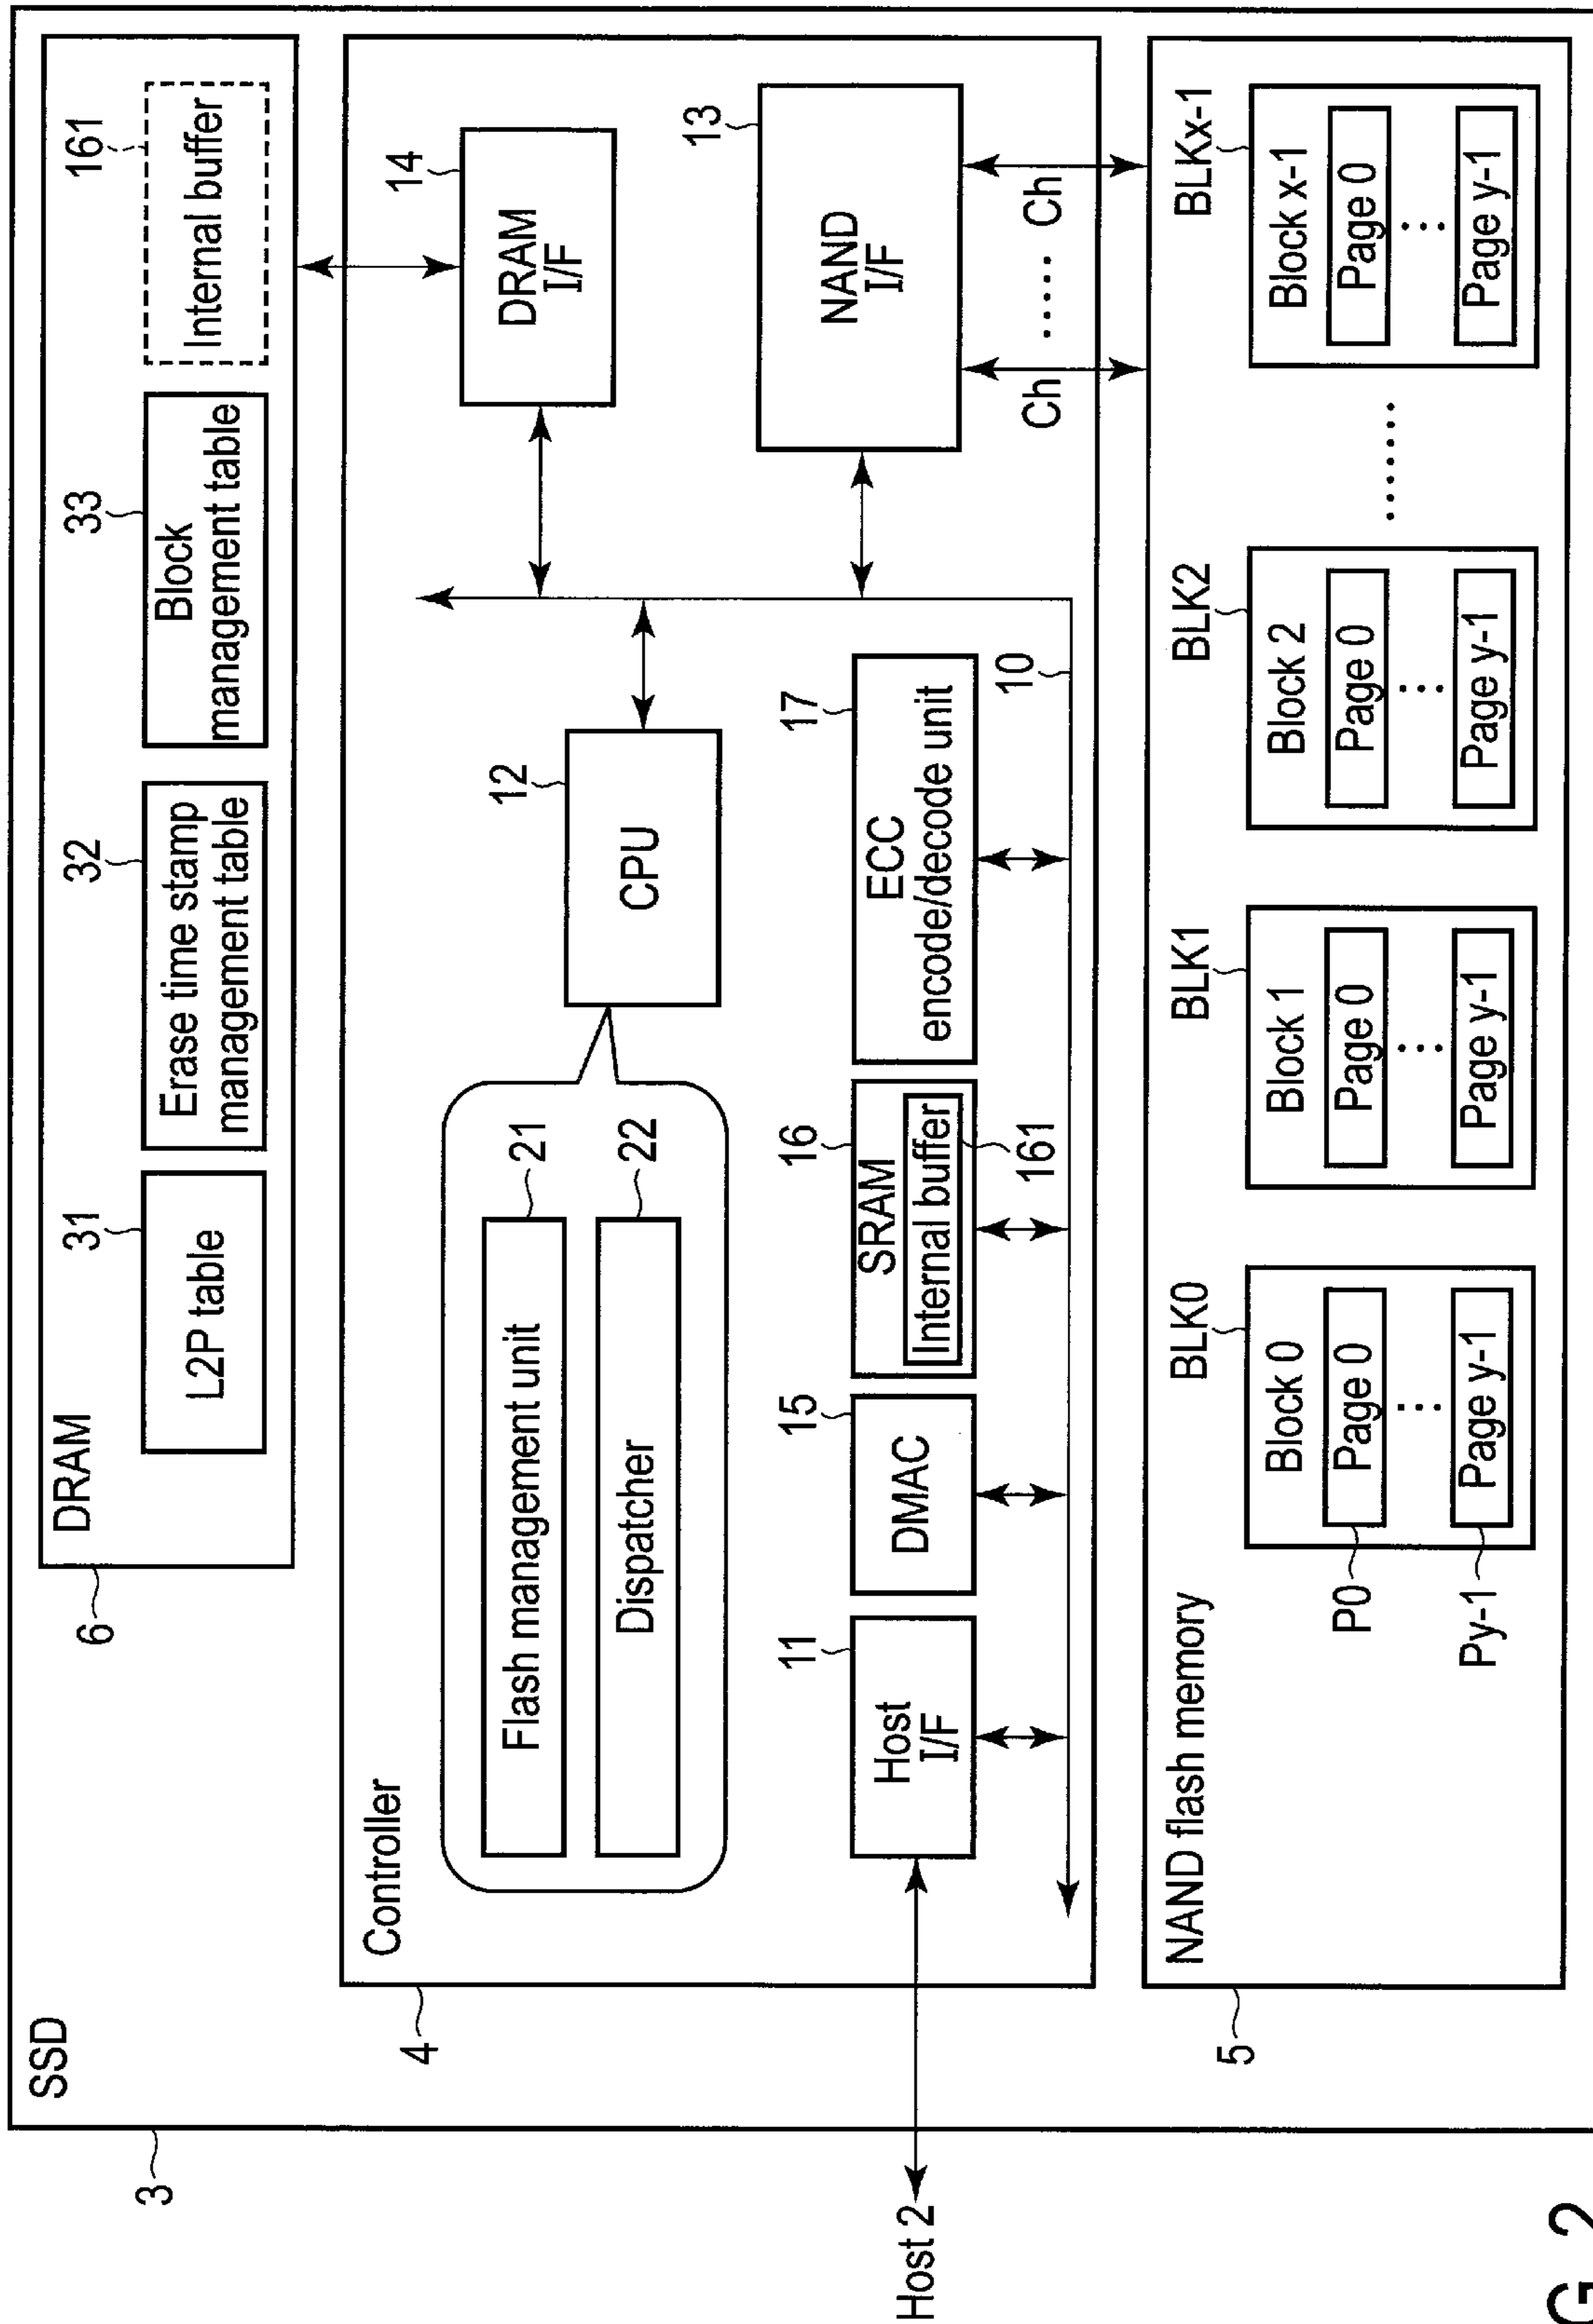 SSD
3
DRAM
6
L2P table
31
Erase time stamp
management table
32
Block
management table
33
Internal buffer
161
Controller
4
Flash management unit
21
Dispatcher
22
CPU
12
DRAM
I/F
14
Host
I/F
11
DMAC
15
SRAM
Internal buffer
16
161
ECC
encode/decode unit
17
10
NAND
I/F
13
Ch ..... Ch
Host 2
NAND flash memory
5
BLK0
Block 0
Page 0
⋮
Page y-1
P0
Py-1
BLK1
Block 1
Page 0
⋮
Page y-1
BLK2
Block 2
Page 0
⋮
Page y-1
.......
BLKx-1
Block x-1
Page 0
⋮
Page y-1
G. 2